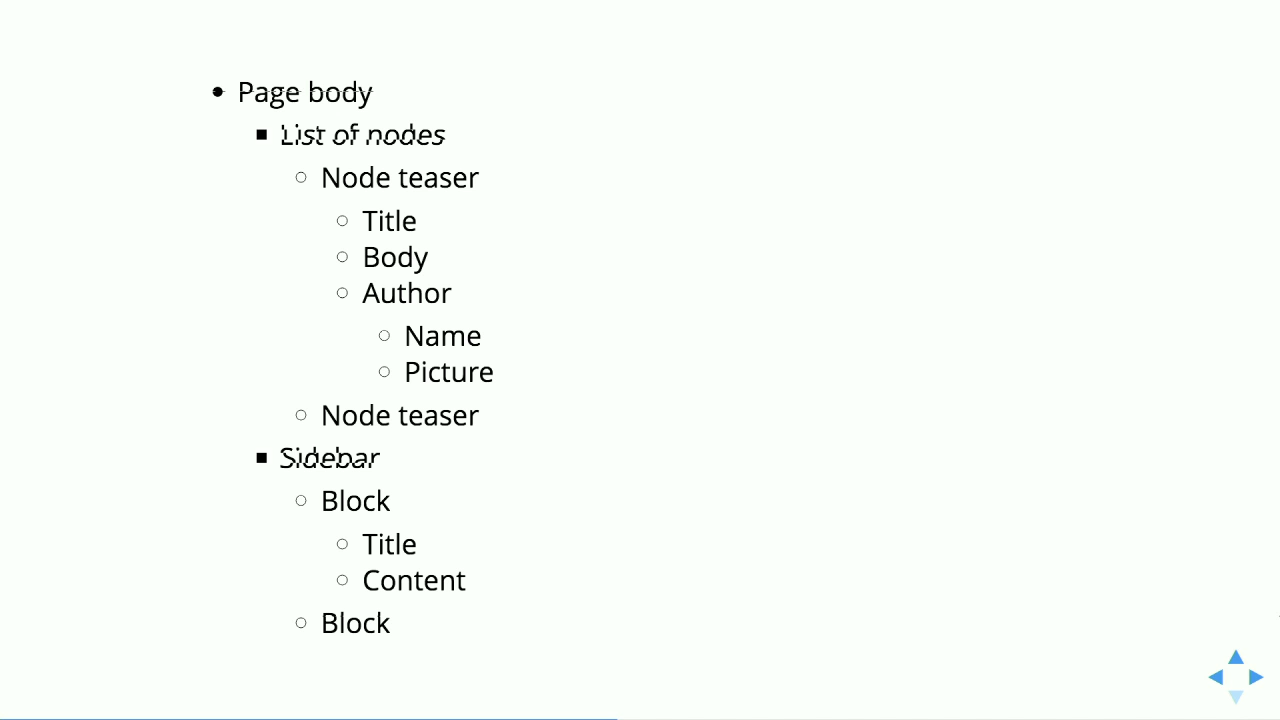 Page body
List of nodes
Node teaser
Title
Body
Author
Name
Picture
Node teaser
Sidebar
Block
Title
Content
Block